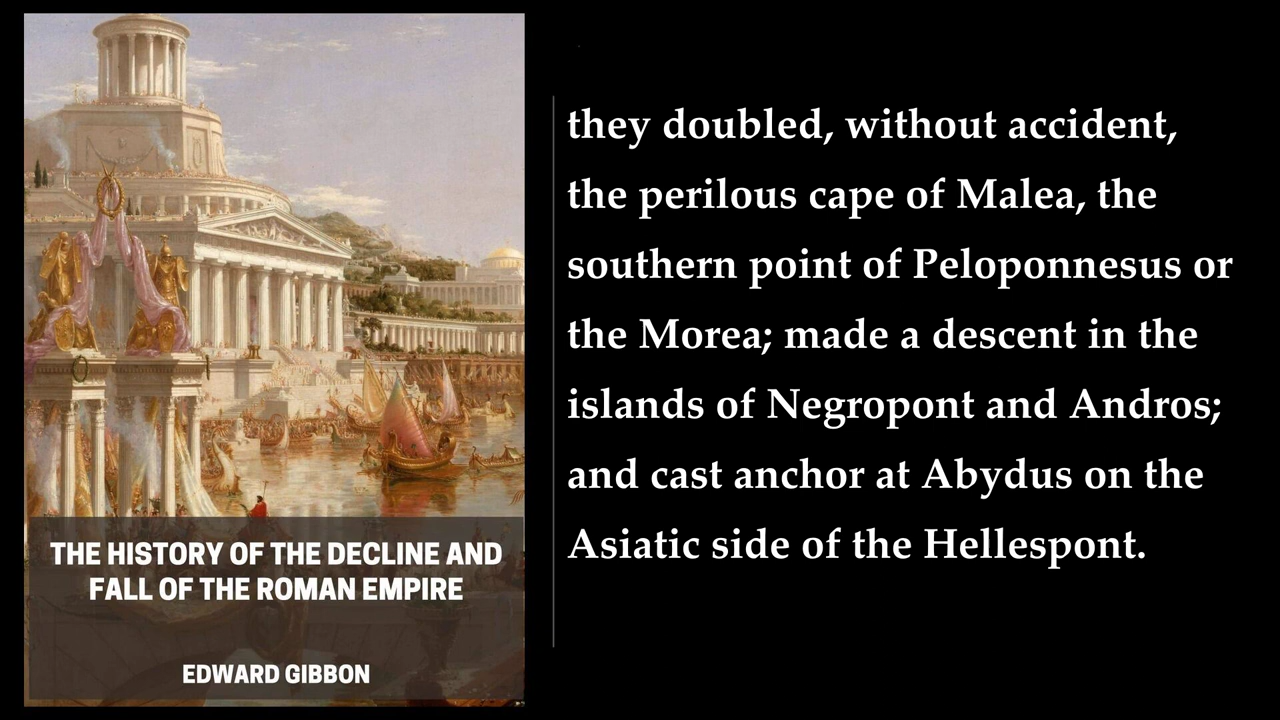 THE HISTORY OF THE DECLINE AND
FALL OF THE ROMAN EMPIRE
EDWARD GIBBON
they doubled, without accident,
the perilous cape of Malea, the
southern point of Peloponnesus or
the Morea; made a descent in the
islands of Negropont and Andros;
and cast anchor at Abydus on the
Asiatic side of the Hellespont.